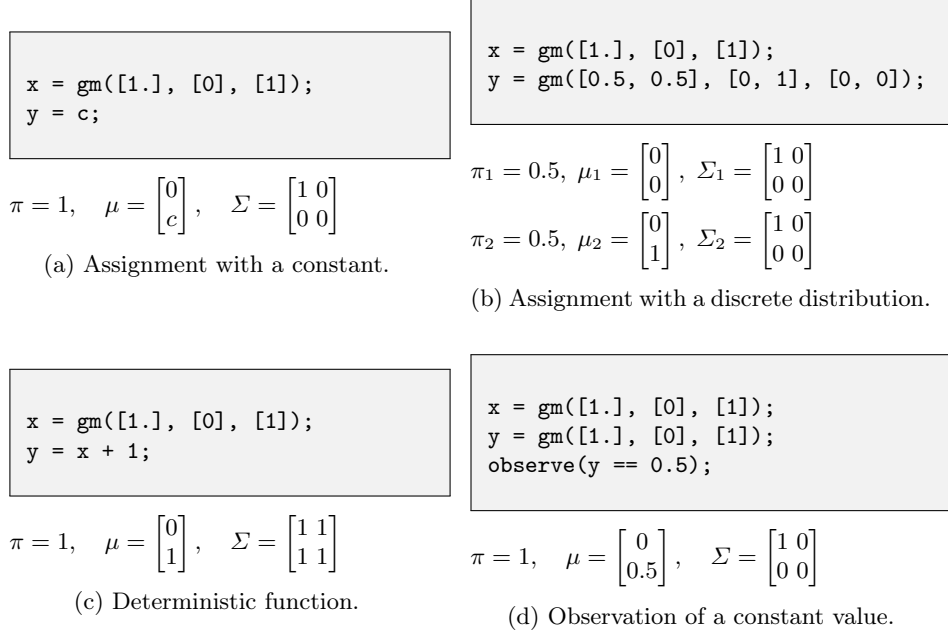 x = gm([1.], [0], [1]);
y = c;
π = 1, μ = [0; c], Σ = [1 0; 0 0]
(a) Assignment with a constant.
x = gm([1.], [0], [1]);
y = gm([0.5, 0.5], [0, 1], [0, 0]);
π₁ = 0.5, μ₁ = [0; 0], Σ₁ = [1 0; 0 0]
π₂ = 0.5, μ₂ = [0; 1], Σ₂ = [1 0; 0 0]
(b) Assignment with a discrete distribution.
x = gm([1.], [0], [1]);
y = x + 1;
π = 1, μ = [0; 1], Σ = [1 1; 1 1]
(c) Deterministic function.
x = gm([1.], [0], [1]);
y = gm([1.], [0], [1]);
observe(y == 0.5);
π = 1, μ = [0; 0.5], Σ = [1 0; 0 0]
(d) Observation of a constant value.